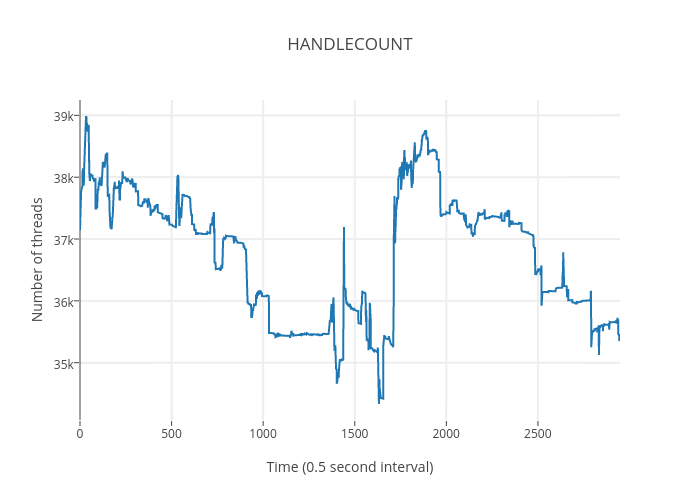 HANDLECOUNT
39k
38k
37k
36k
35k
Number of threads
0
500
1000
1500
2000
2500
Time (0.5 second interval)